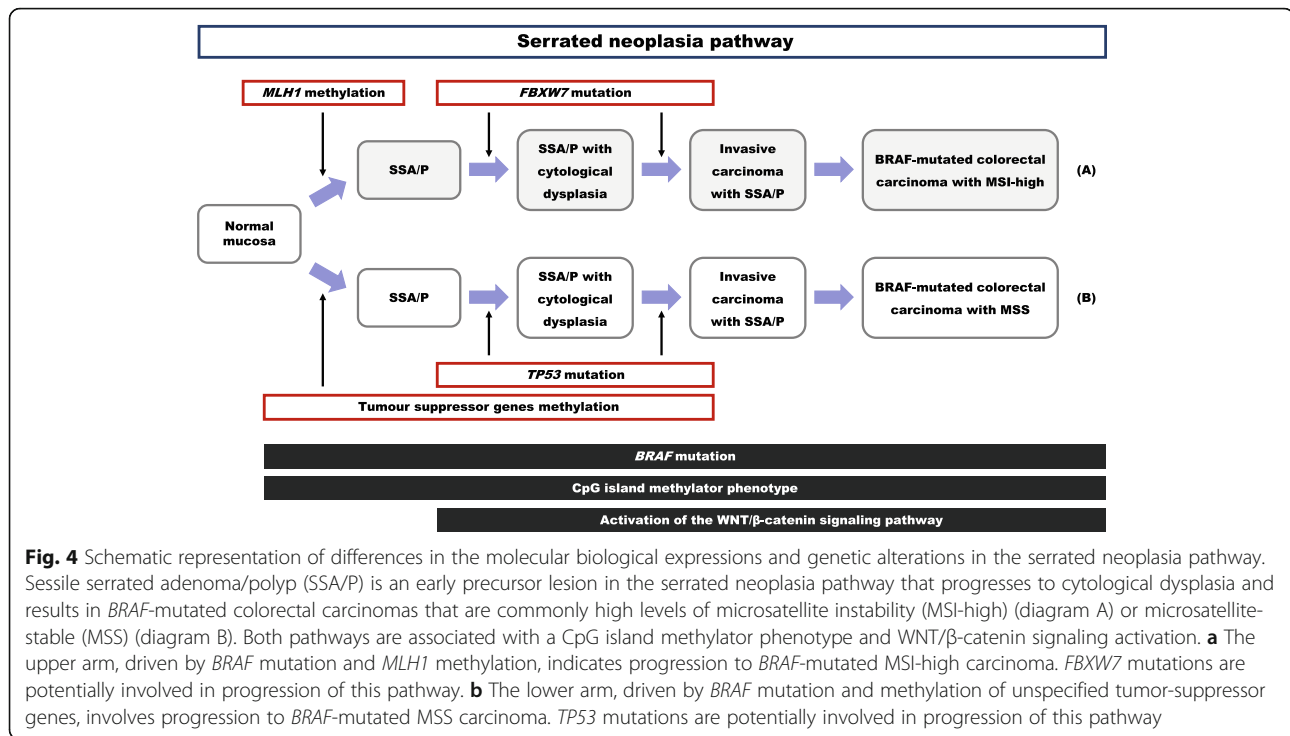 Serrated neoplasia pathway
MLH1 methylation
FBXW7 mutation
SSA/P
SSA/P with
cytological
dysplasia
Invasive
carcinoma
with SSA/P
BRAF-mutated colorectal
carcinoma with MSI-high
(A)
Normal
mucosa
SSA/P
SSA/P with
cytological
dysplasia
Invasive
carcinoma
with SSA/P
BRAF-mutated colorectal
carcinoma with MSS
(B)
TP53 mutation
Tumour suppressor genes methylation
BRAF mutation
CpG island methylator phenotype
Activation of the WNT/β-catenin signaling pathway
Fig. 4 Schematic representation of differences in the molecular biological expressions and genetic alterations in the serrated neoplasia pathway.
Sessile serrated adenoma/polyp (SSA/P) is an early precursor lesion in the serrated neoplasia pathway that progresses to cytological dysplasia and
results in BRAF-mutated colorectal carcinomas that are commonly high levels of microsatellite instability (MSI-high) (diagram A) or microsatellite-
stable (MSS) (diagram B). Both pathways are associated with a CpG island methylator phenotype and WNT/β-catenin signaling activation. a The
upper arm, driven by BRAF mutation and MLH1 methylation, indicates progression to BRAF-mutated MSI-high carcinoma. FBXW7 mutations are
potentially involved in progression of this pathway. b The lower arm, driven by BRAF mutation and methylation of unspecified tumor-suppressor
genes, involves progression to BRAF-mutated MSS carcinoma. TP53 mutations are potentially involved in progression of this pathway